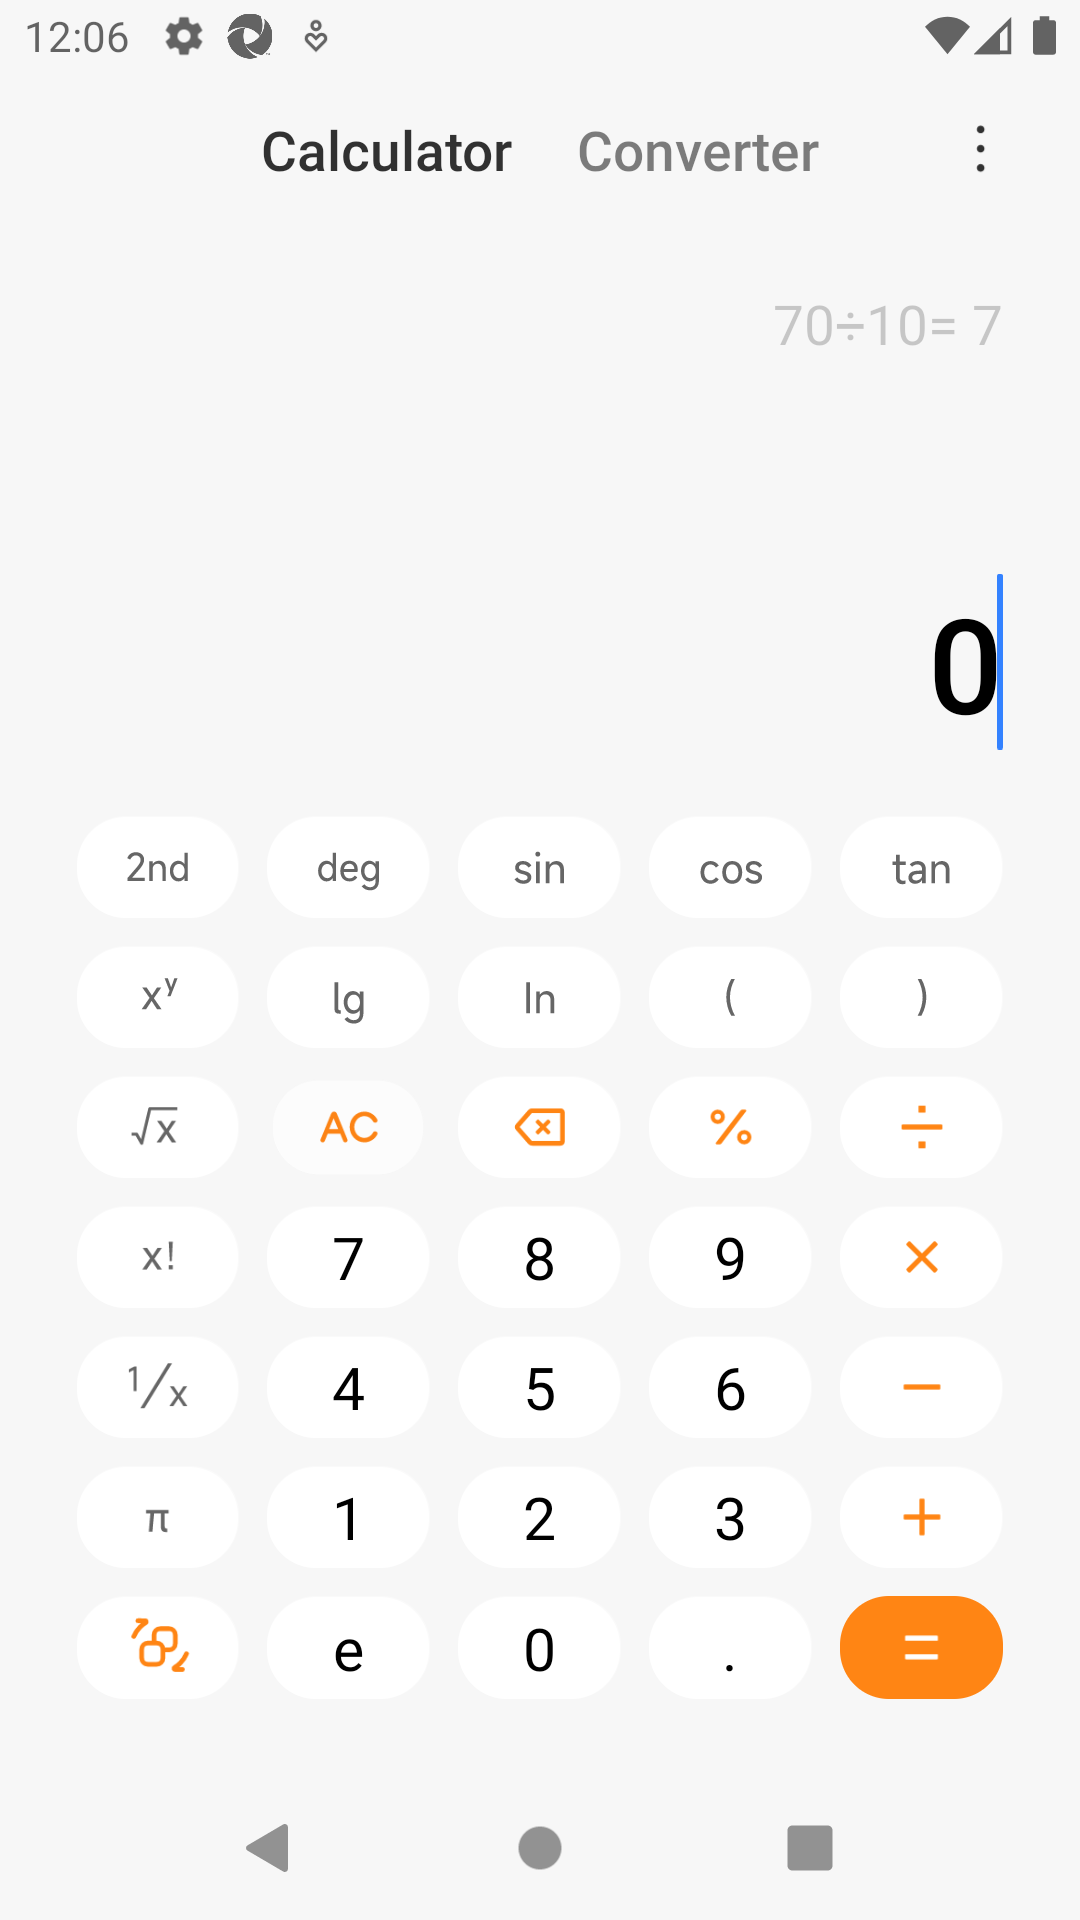 12:06
Calculator Converter
70÷10= 7
0
2nd deg sin cos tan
xʸ lg ln ( )
√x AC % ÷
x! 7 8 9 ×
1/x 4 5 6 −
π 1 2 3 +
e 0 . =